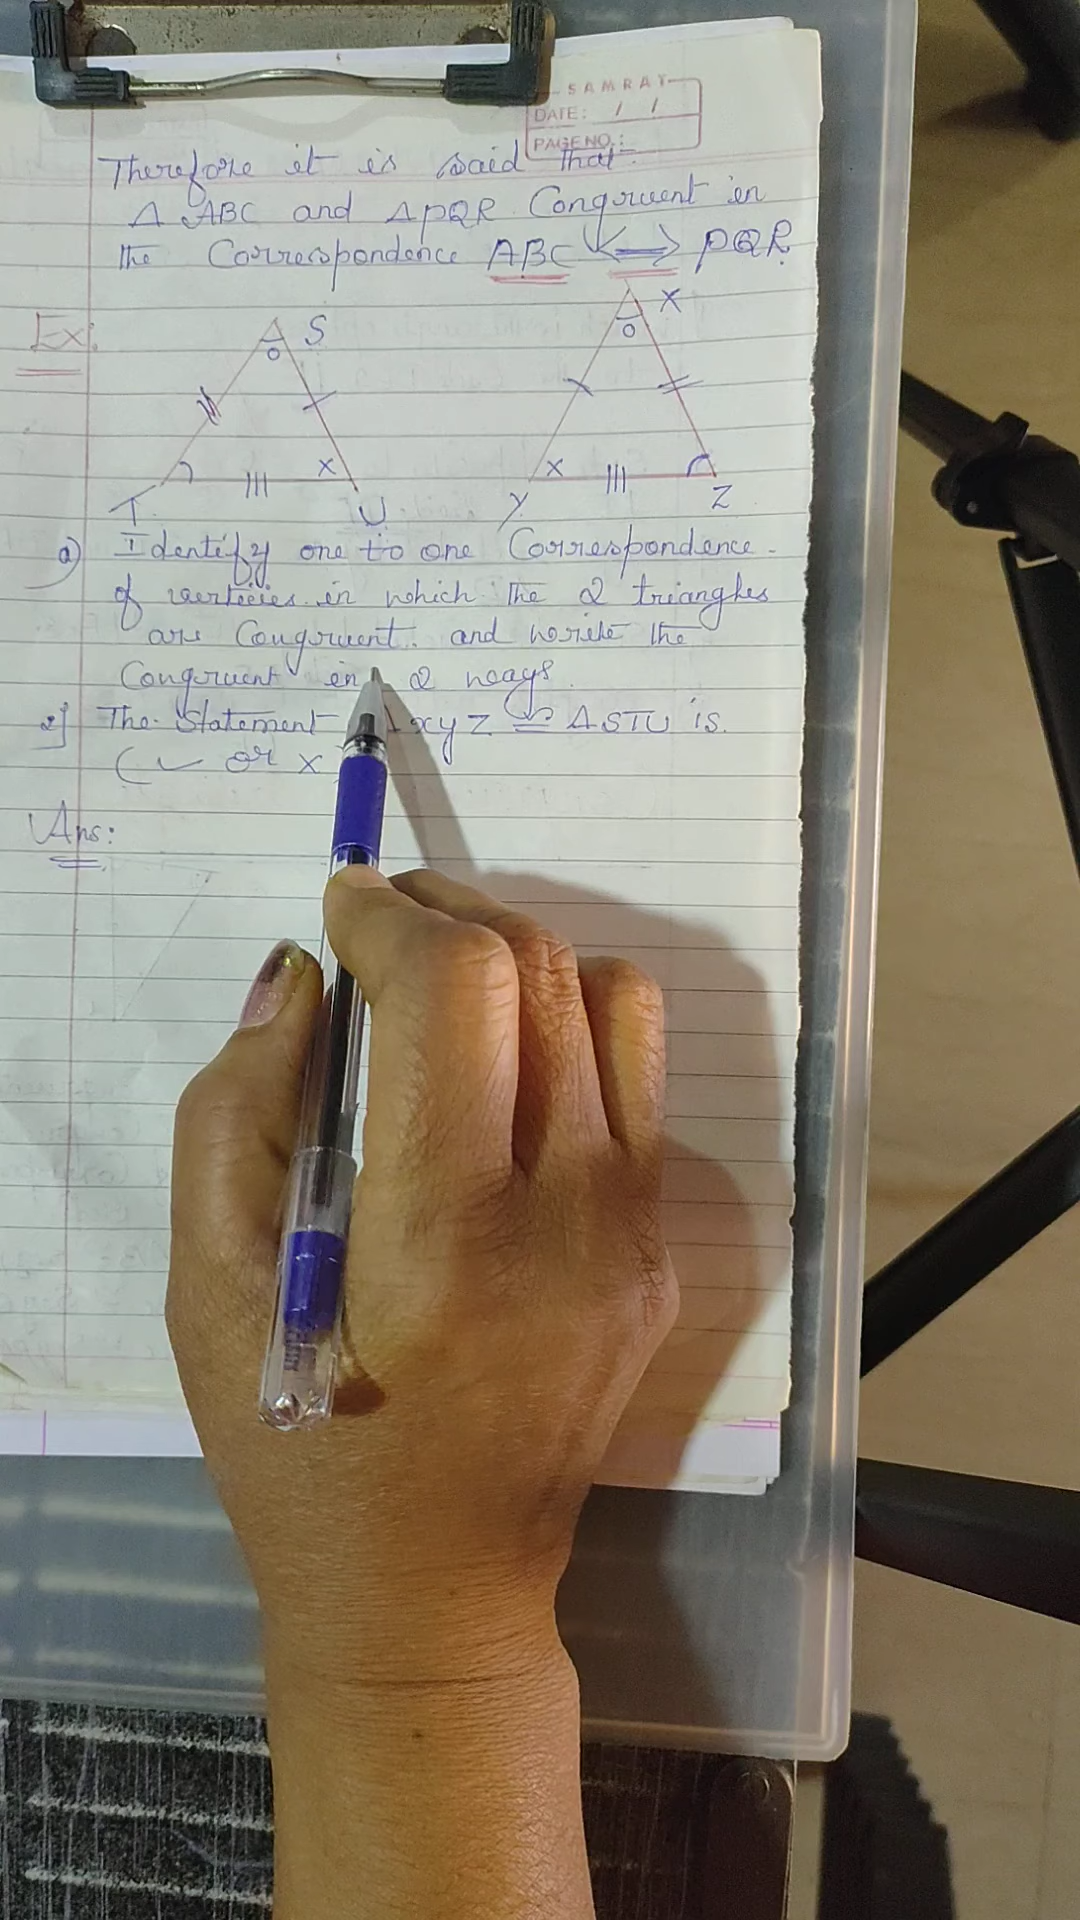 SAMRAT
DATE: / /
PAGE NO.:
Therefore it is said that
Δ ABC and Δ PQR Congruent in
the Correspondence ABC ⟺ PQR
Ex:
S
X
T
U
Y
Z
a) Identify one to one Correspondence
of verticies in which the 2 triangles
are Congruent. and write the
Congruent in 2 ways.
2] The Statement Δ xyz ≅ Δ STU is.
(✓ or x
Ans: